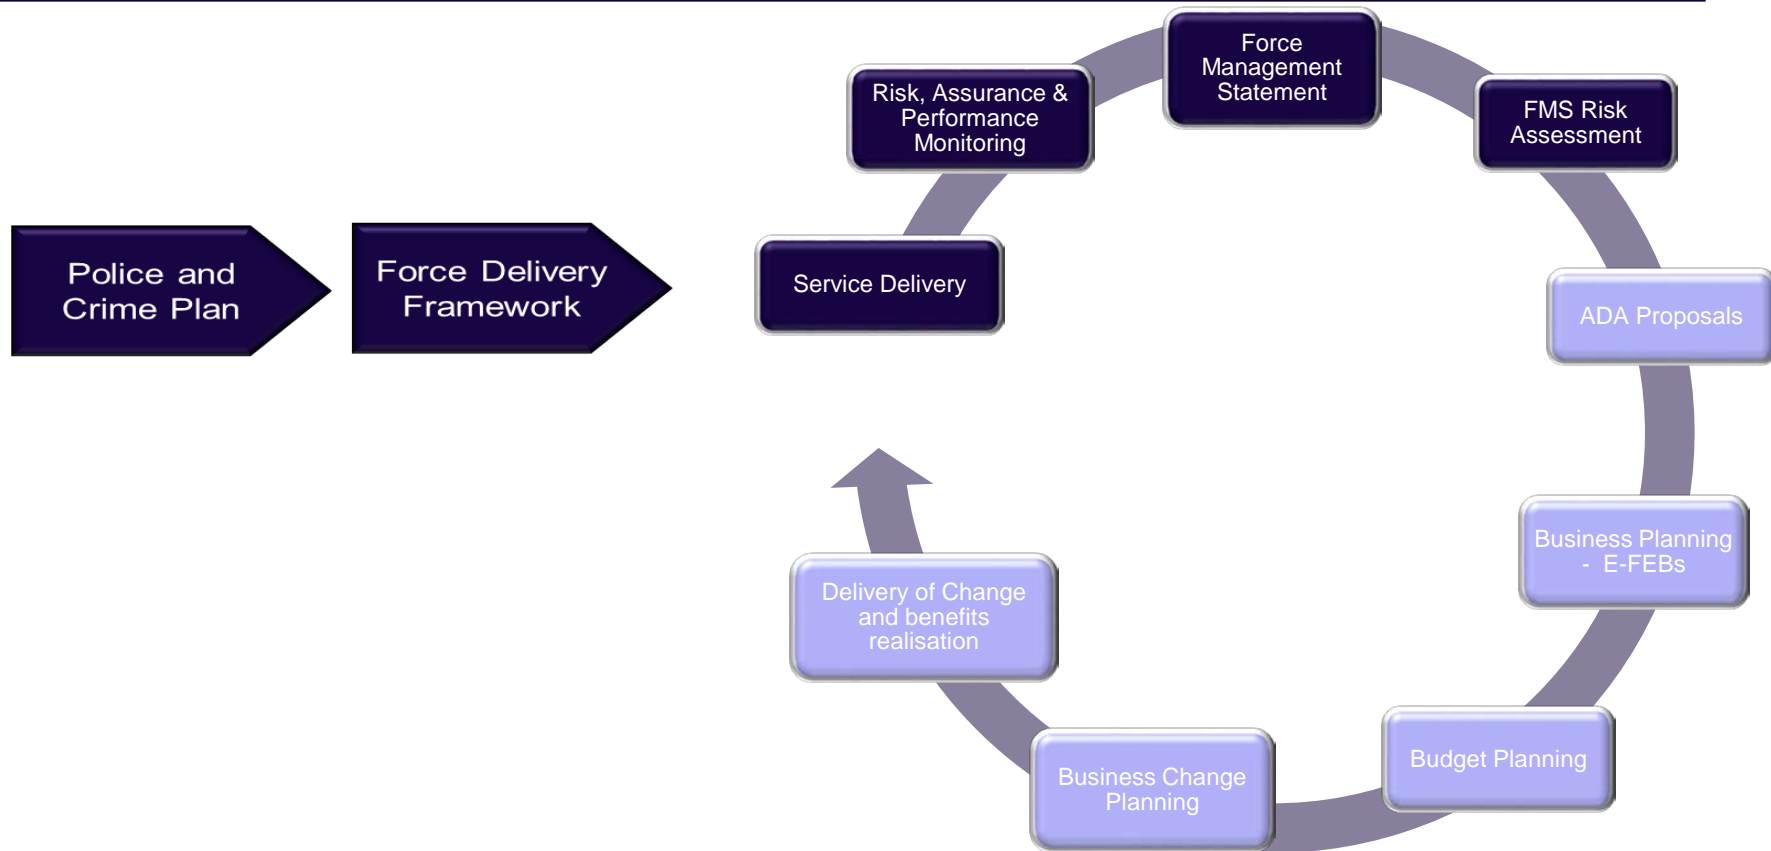 Police and
Crime Plan
Force Delivery
Framework
Service Delivery
Risk, Assurance &
Performance
Monitoring
Force
Management
Statement
FMS Risk
Assessment
ADA Proposals
Business Planning
- E-FEBs
Budget Planning
Business Change
Planning
Delivery of Change
and benefits
realisation